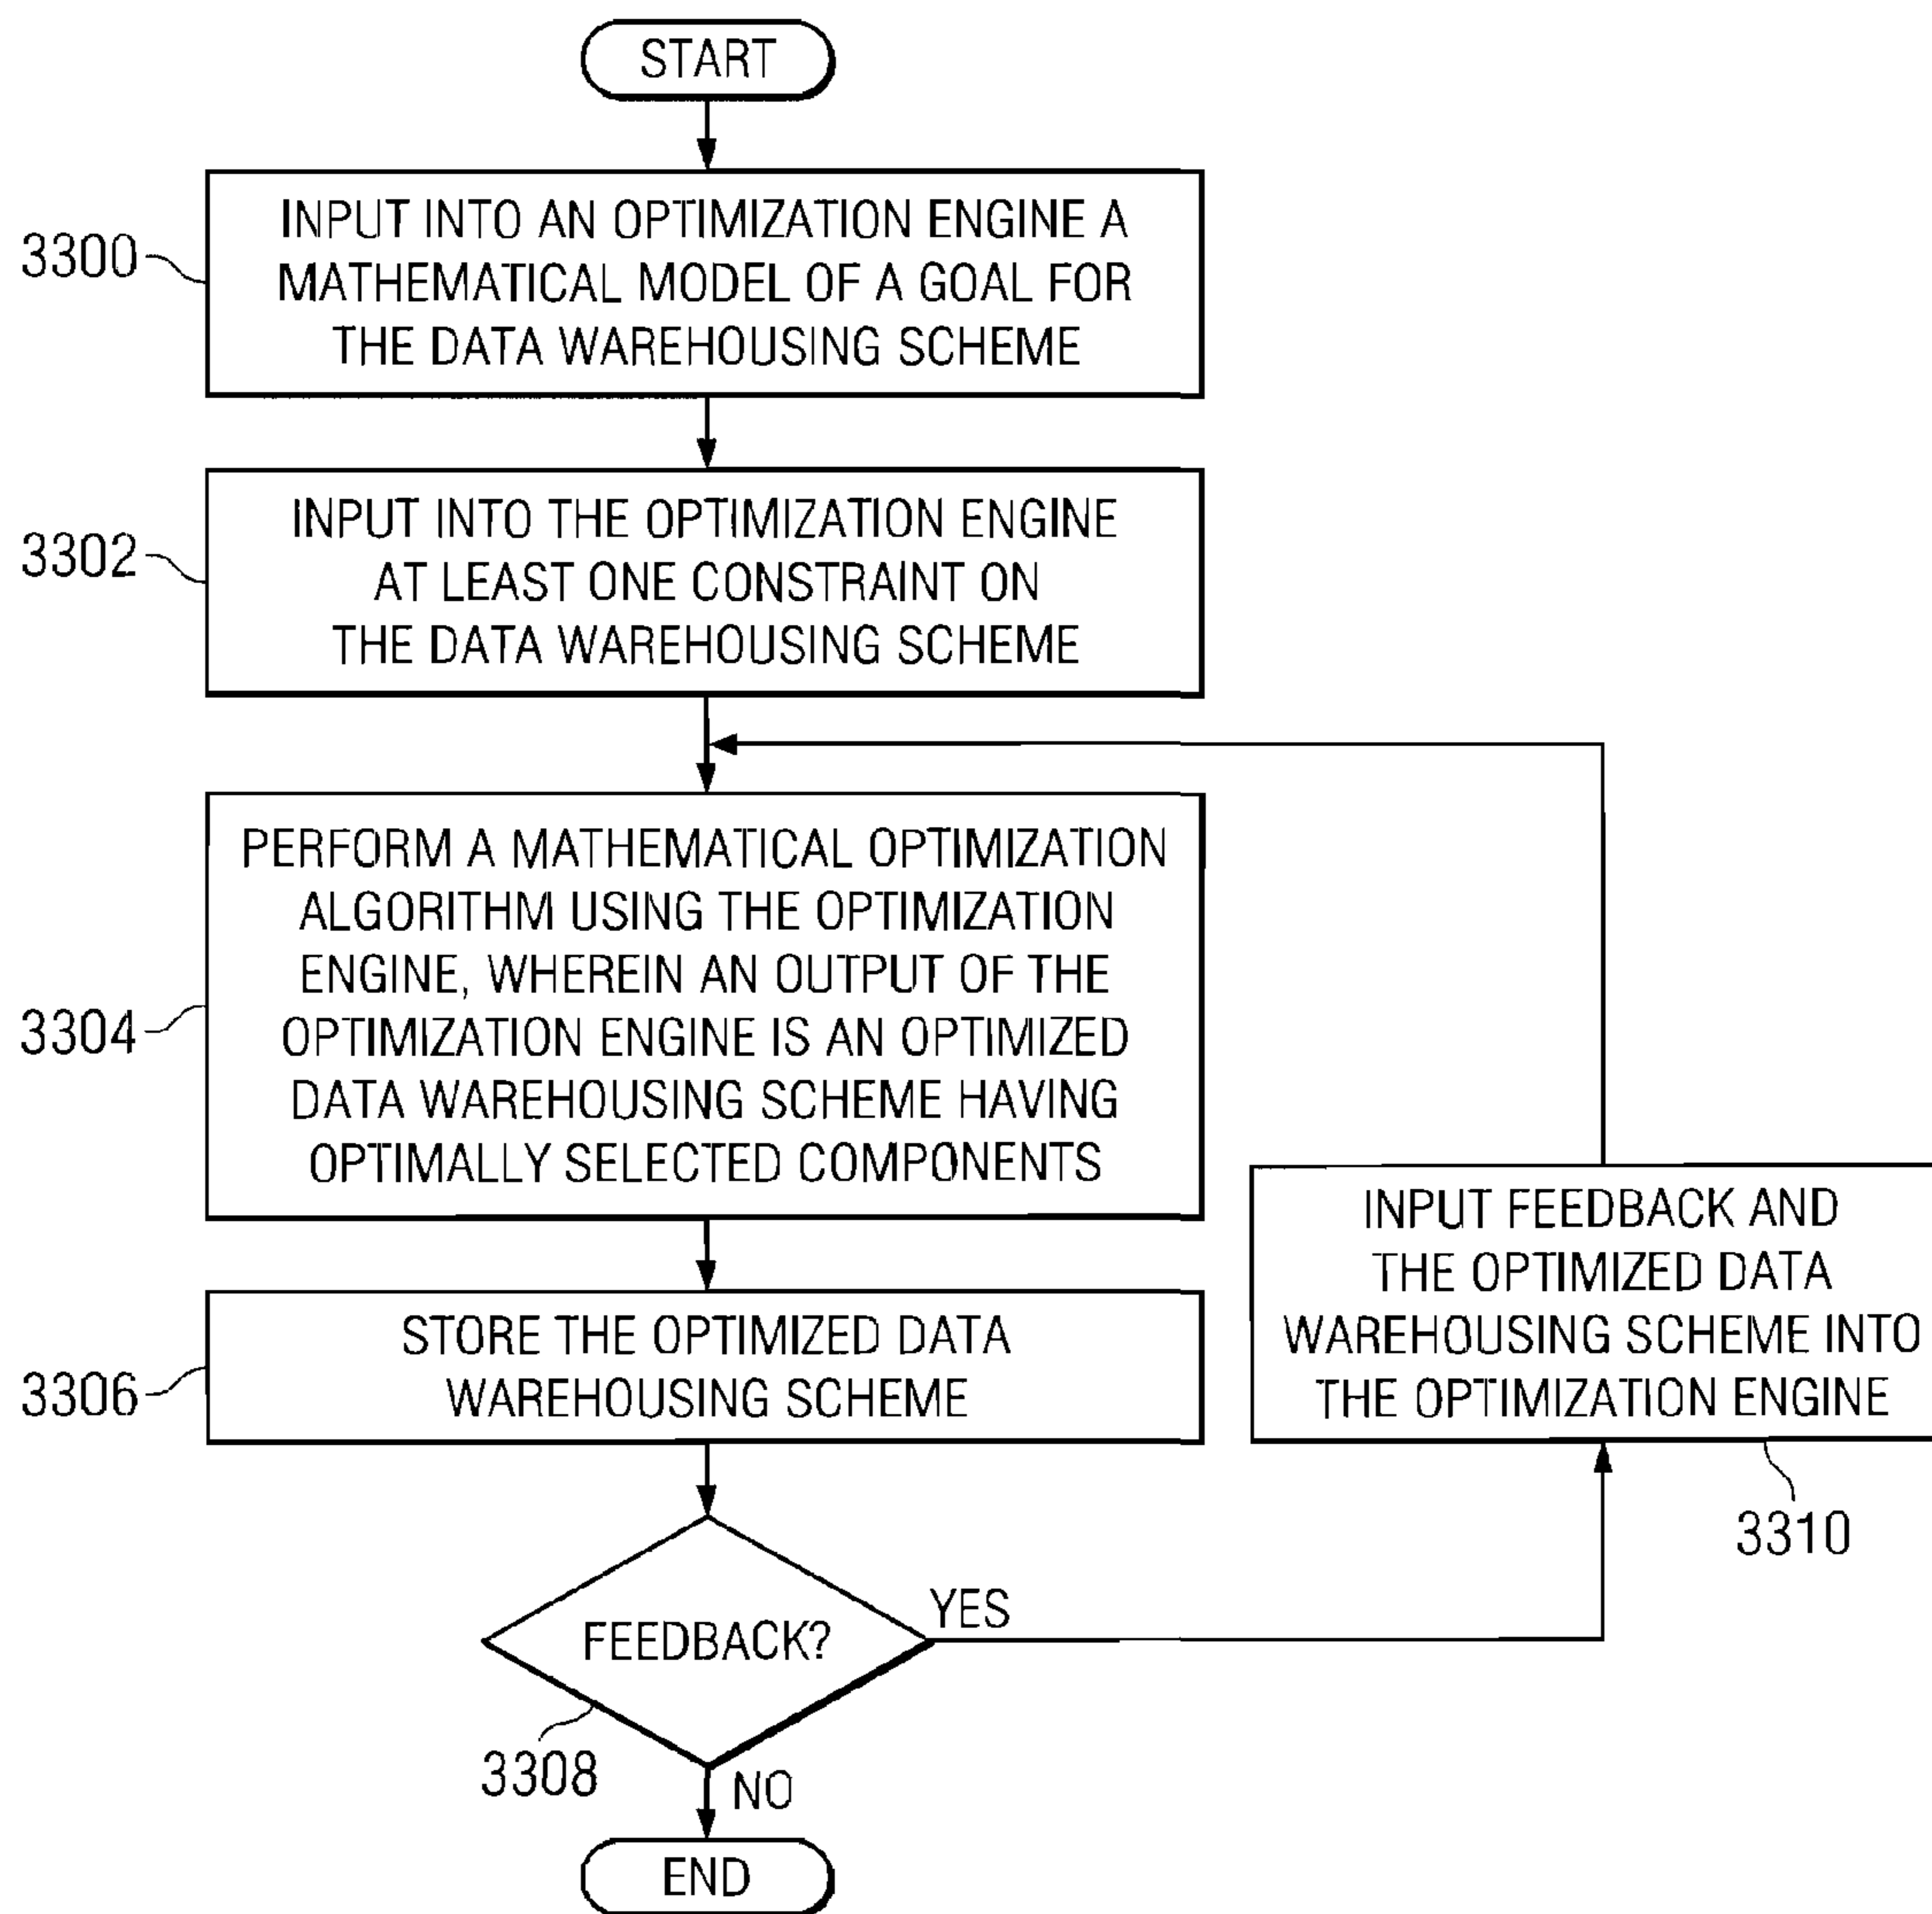 START
3300
INPUT INTO AN OPTIMIZATION ENGINE A
MATHEMATICAL MODEL OF A GOAL FOR
THE DATA WAREHOUSING SCHEME
3302
INPUT INTO THE OPTIMIZATION ENGINE
AT LEAST ONE CONSTRAINT ON
THE DATA WAREHOUSING SCHEME
3304
PERFORM A MATHEMATICAL OPTIMIZATION
ALGORITHM USING THE OPTIMIZATION
ENGINE, WHEREIN AN OUTPUT OF THE
OPTIMIZATION ENGINE IS AN OPTIMIZED
DATA WAREHOUSING SCHEME HAVING
OPTIMALLY SELECTED COMPONENTS
3306
STORE THE OPTIMIZED DATA
WAREHOUSING SCHEME
INPUT FEEDBACK AND
THE OPTIMIZED DATA
WAREHOUSING SCHEME INTO
THE OPTIMIZATION ENGINE
3310
FEEDBACK?
YES
3308
NO
END